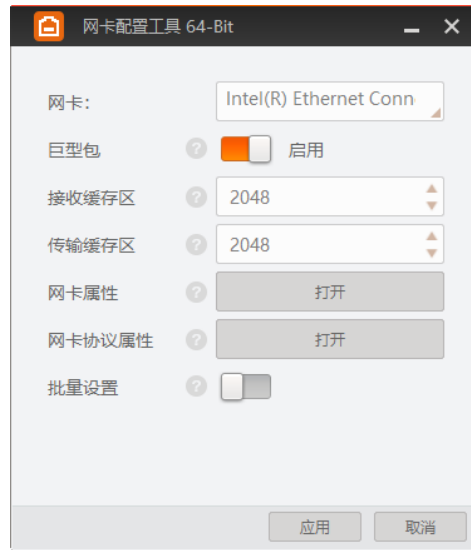 网卡配置工具 64-Bit
网卡：
Intel(R) Ethernet Conn
巨型包
?
启用
接收缓存区
?
2048
传输缓存区
?
2048
网卡属性
?
打开
网卡协议属性
?
打开
批量设置
?
应用
取消